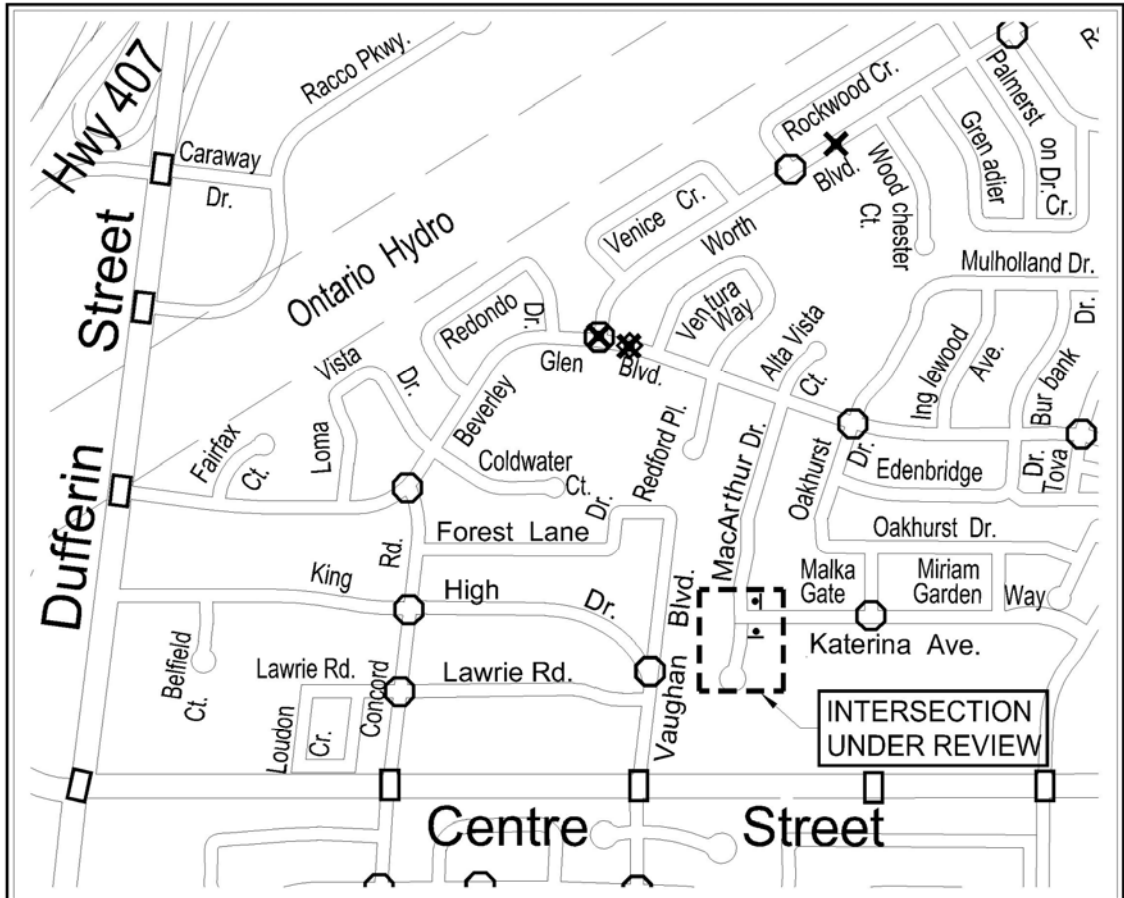 Hwy 407
Racco Pkwy.
Caraway
Dr.
Rockwood Cr.
Palmerst on Dr.
Gren adier
Cr.
Blvd.
Wood chester
Ct.
Venice Cr.
Worth
Ontario Hydro
Mulholland Dr.
Dufferin Street
Redondo
Dr.
Glen
Blvd.
Ventura
Way
Alta Vista
Ct.
Ing lewood
Ave.
Bur bank
Dr.
Vista
Dr.
Beverley
Loma
Fairfax
Ct.
Coldwater
Ct.
Redford Pl.
MacArthur Dr.
Oakhurst
Dr.
Edenbridge
Dr.
Tova
Forest Lane
Dr.
Oakhurst Dr.
Rd.
King
High
Dr.
Blvd.
Malka
Gate
Miriam
Garden
Way
Katerina Ave.
Belfield
Ct.
Lawrie Rd.
Concord
Lawrie Rd.
Vaughan
Loudon
Cr.
INTERSECTION
UNDER REVIEW
Centre Street